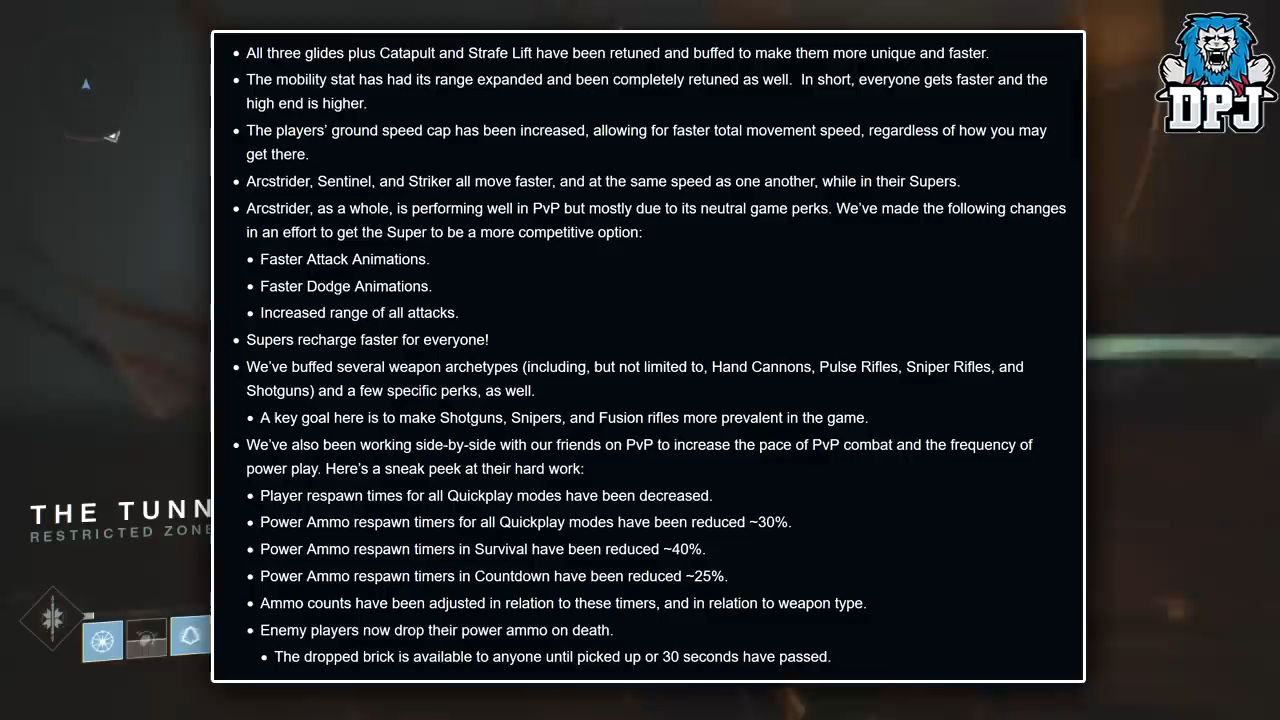 • All three glides plus Catapult and Strafe Lift have been retuned and buffed to make them more unique and faster.
• The mobility stat has had its range expanded and been completely retuned as well.  In short, everyone gets faster and the
high end is higher.
• The players’ ground speed cap has been increased, allowing for faster total movement speed, regardless of how you may
get there.
• Arcstrider, Sentinel, and Striker all move faster, and at the same speed as one another, while in their Supers.
• Arcstrider, as a whole, is performing well in PvP but mostly due to its neutral game perks. We’ve made the following changes
in an effort to get the Super to be a more competitive option:
• Faster Attack Animations.
• Faster Dodge Animations.
• Increased range of all attacks.
• Supers recharge faster for everyone!
• We’ve buffed several weapon archetypes (including, but not limited to, Hand Cannons, Pulse Rifles, Sniper Rifles, and
Shotguns) and a few specific perks, as well.
• A key goal here is to make Shotguns, Snipers, and Fusion rifles more prevalent in the game.
• We’ve also been working side-by-side with our friends on PvP to increase the pace of PvP combat and the frequency of
power play. Here’s a sneak peek at their hard work:
• Player respawn times for all Quickplay modes have been decreased.
• Power Ammo respawn timers for all Quickplay modes have been reduced ~30%.
• Power Ammo respawn timers in Survival have been reduced ~40%.
• Power Ammo respawn timers in Countdown have been reduced ~25%.
• Ammo counts have been adjusted in relation to these timers, and in relation to weapon type.
• Enemy players now drop their power ammo on death.
• The dropped brick is available to anyone until picked up or 30 seconds have passed.
THE TUNN
RESTRICTED ZONE
DPJ